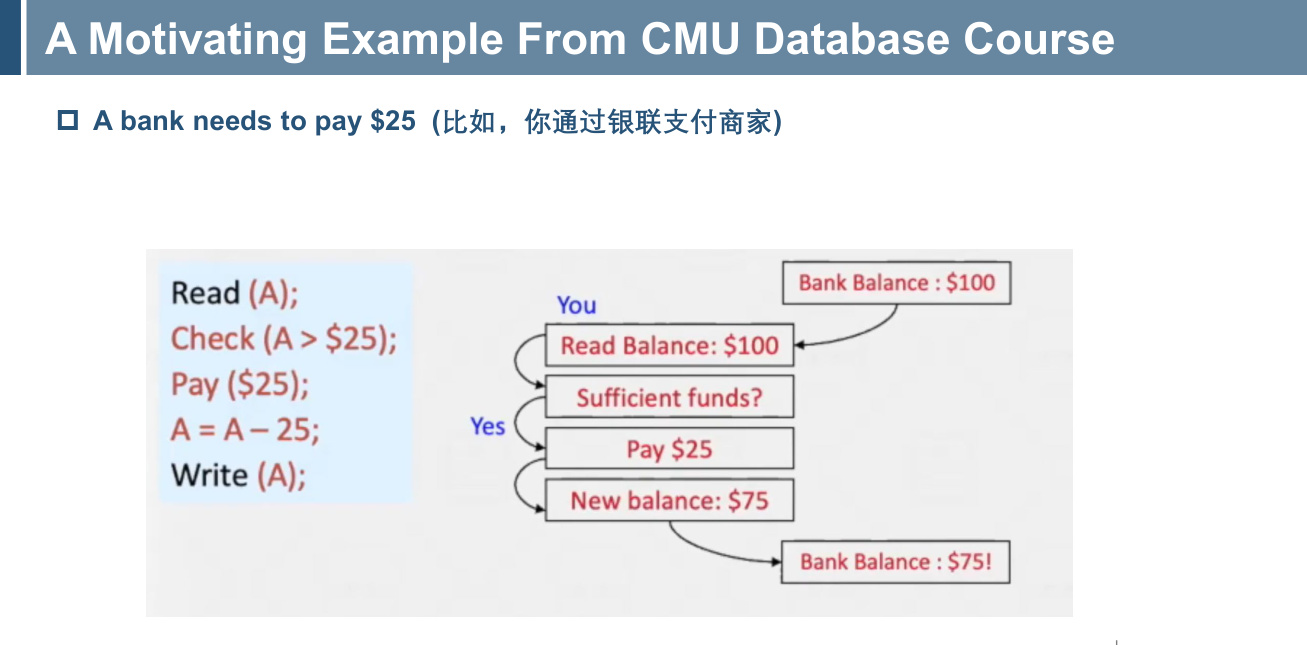 A Motivating Example From CMU Database Course
A bank needs to pay $25 (比如，你通过银联支付商家)
Read (A);
Check (A > $25);
Pay ($25);
A = A – 25;
Write (A);
Bank Balance : $100
You
Read Balance: $100
Sufficient funds?
Yes
Pay $25
New balance: $75
Bank Balance : $75!